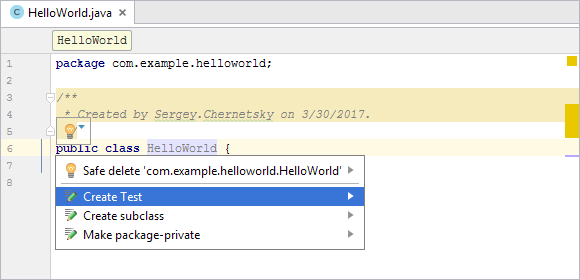 HelloWorld.java
HelloWorld
1 package com.example.helloworld;
2
3 /**
4 * Created by Sergey.Chernetsky on 3/30/2017.
5
6 public class HelloWorld {
7 Safe delete 'com.example.helloworld.HelloWorld'
8 Create Test
Create subclass
Make package-private